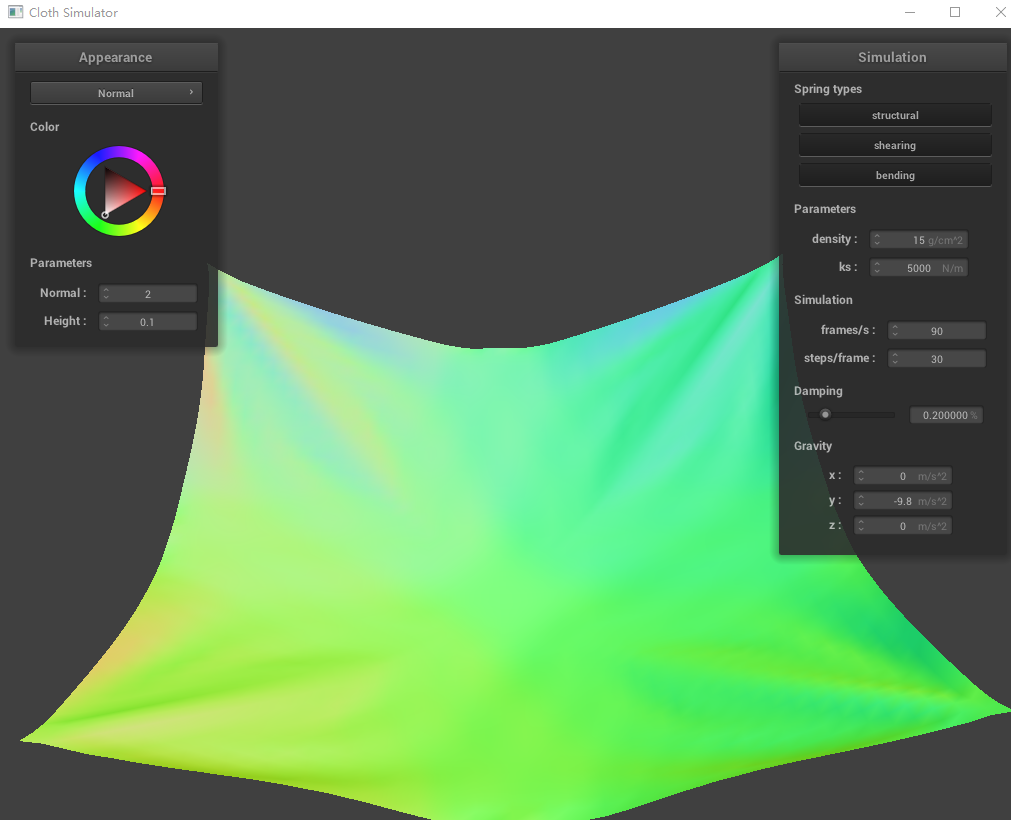 Cloth Simulator
Appearance
Normal
Color
Parameters
Normal : 2
Height : 0.1
Simulation
Spring types
structural
shearing
bending
Parameters
density : 15 g/cm^2
ks : 5000 N/m
Simulation
frames/s : 90
steps/frame : 30
Damping
0.200000 %
Gravity
x : 0 m/s^2
y : -9.8 m/s^2
z : 0 m/s^2